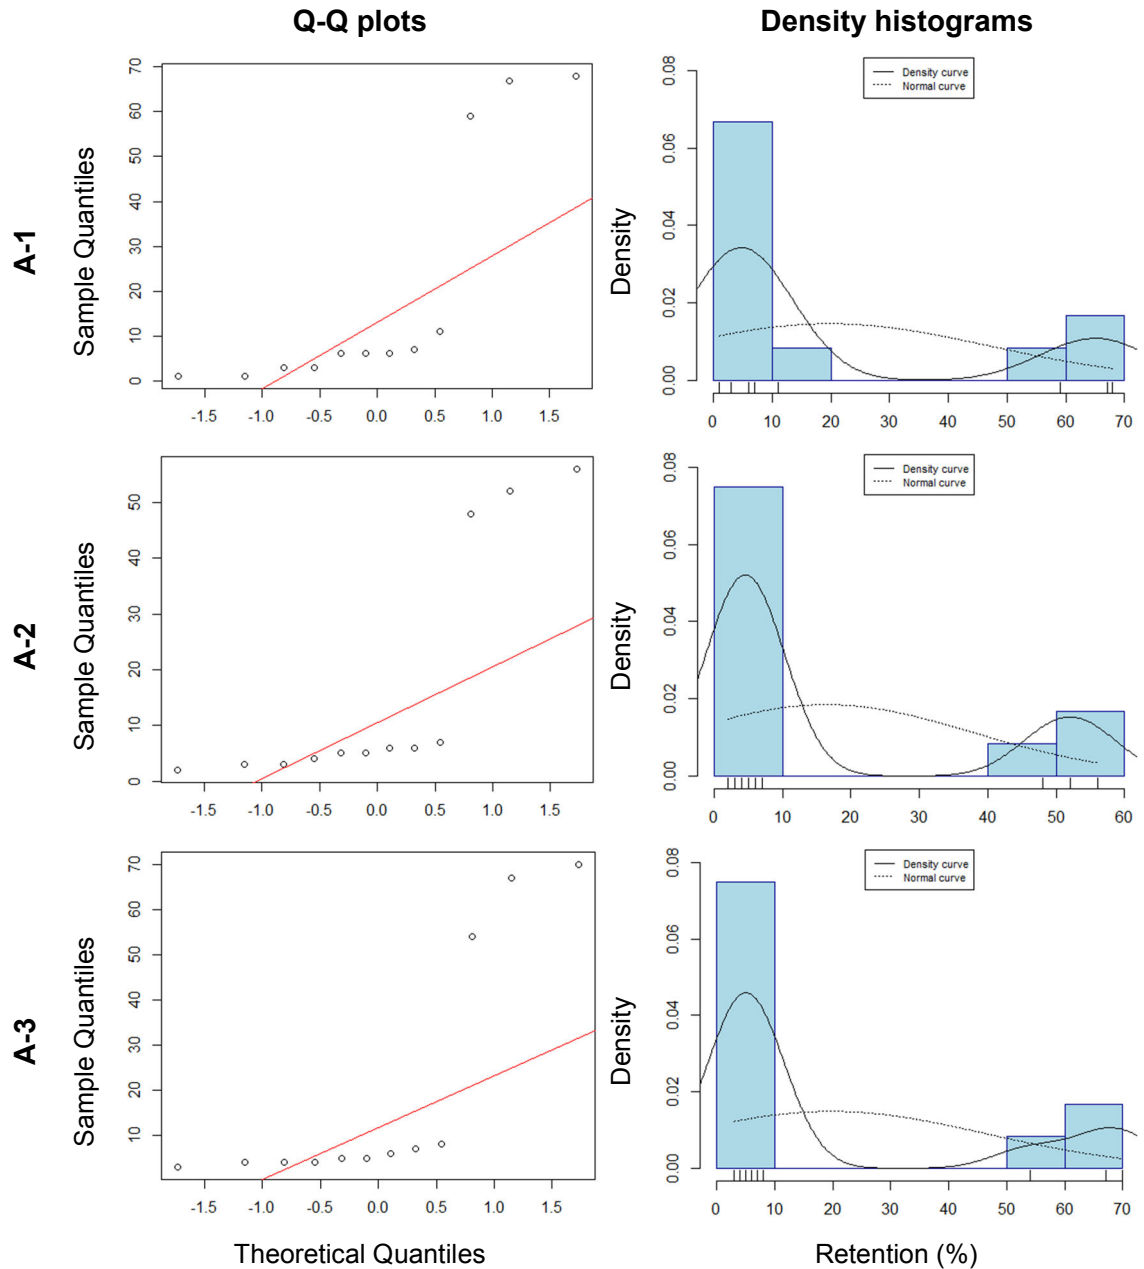 Q-Q plots
Density histograms
A-1
Sample Quantiles
0 10 20 30 40 50 60 70
-1.5 -1.0 -0.5 0.0 0.5 1.0 1.5
Density
0.00 0.02 0.04 0.06 0.08
Density curve
Normal curve
0 10 20 30 40 50 60 70
A-2
Sample Quantiles
0 10 20 30 40 50
-1.5 -1.0 -0.5 0.0 0.5 1.0 1.5
Density
0.00 0.02 0.04 0.06 0.08
Density curve
Normal curve
0 10 20 30 40 50 60
A-3
Sample Quantiles
10 20 30 40 50 60 70
-1.5 -1.0 -0.5 0.0 0.5 1.0 1.5
Density
0.00 0.02 0.04 0.06 0.08
Density curve
Normal curve
0 10 20 30 40 50 60 70
Theoretical Quantiles
Retention (%)